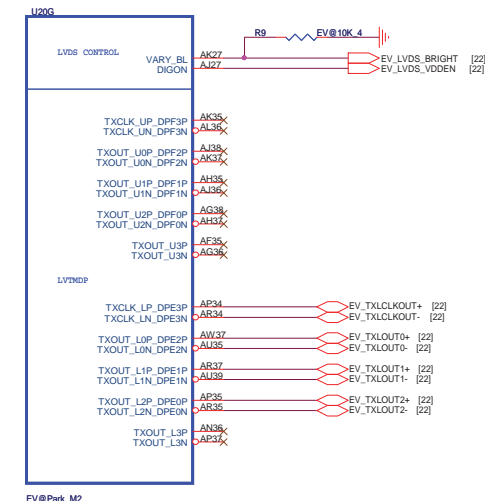 U20G
R9 EV@10K_4
LVDS CONTROL
VARY_BL AK27 EV_LVDS_BRIGHT [22]
DIGON AJ27 EV_LVDS_VDDEN [22]
TXCLK_UP_DPF3P AK35
TXCLK_UN_DPF3N AL36
TXOUT_U0P_DPF2P AJ38
TXOUT_U0N_DPF2N AK37
TXOUT_U1P_DPF1P AH35
TXOUT_U1N_DPF1N AJ36
TXOUT_U2P_DPF0P AG38
TXOUT_U2N_DPF0N AH37
TXOUT_U3P AF35
TXOUT_U3N AG36
LVTMDP
TXCLK_LP_DPE3P AP34 EV_TXLCLKOUT+ [22]
TXCLK_LN_DPE3N AR34 EV_TXLCLKOUT- [22]
TXOUT_L0P_DPE2P AW37 EV_TXLOUT0+ [22]
TXOUT_L0N_DPE2N AU35 EV_TXLOUT0- [22]
TXOUT_L1P_DPE1P AR37 EV_TXLOUT1+ [22]
TXOUT_L1N_DPE1N AU39 EV_TXLOUT1- [22]
TXOUT_L2P_DPE0P AP35 EV_TXLOUT2+ [22]
TXOUT_L2N_DPE0N AR35 EV_TXLOUT2- [22]
TXOUT_L3P AN36
TXOUT_L3N AP37
EV@Park_M2